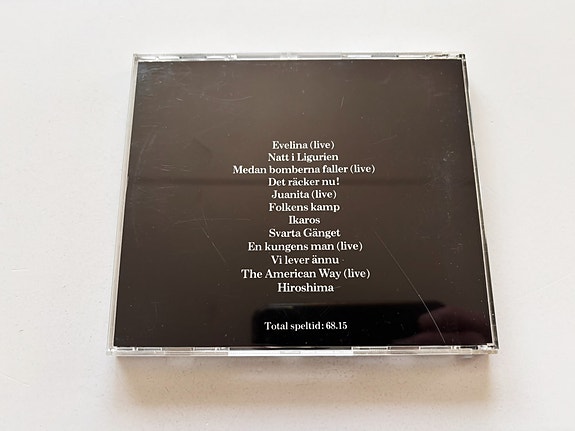 Evelina (live)
Natt i Ligurien
Medan bomberna faller (live)
Det räcker nu!
Juanita (live)
Folkens kamp
Ikaros
Svarta Gänget
En kungens man (live)
Vi lever ännu
The American Way (live)
Hiroshima
Total speltid: 68.15